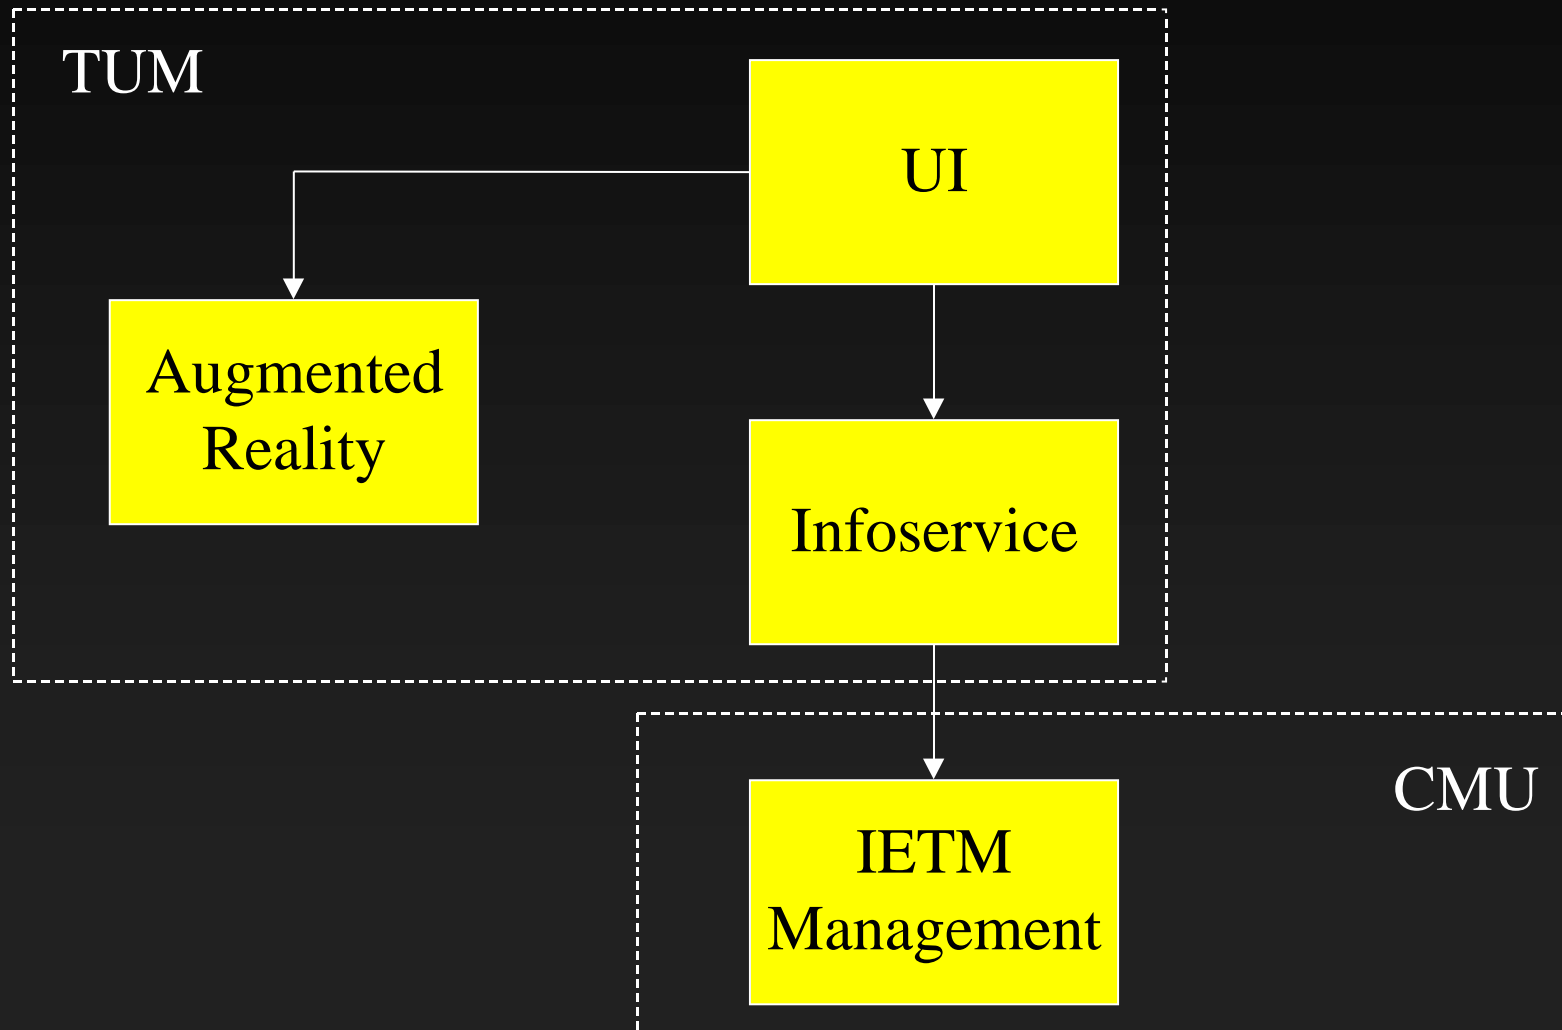 TUM
UI
Augmented
Reality
Infoservice
CMU
IETM
Management